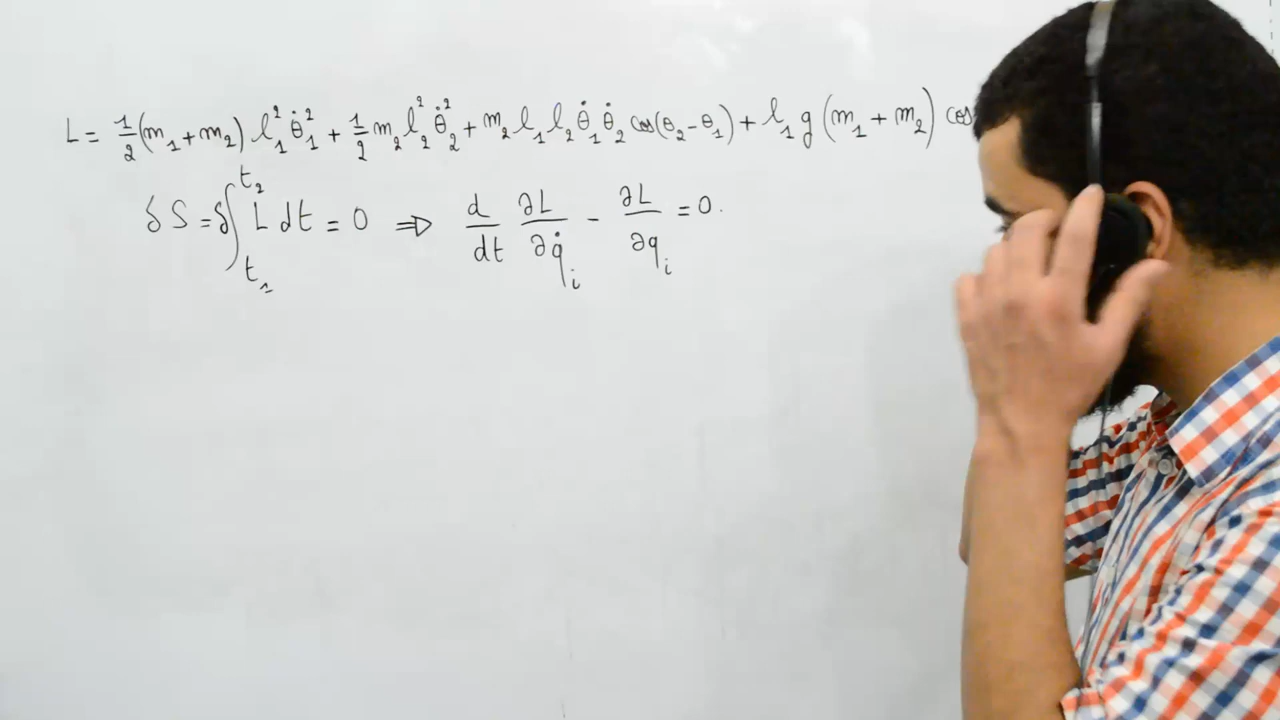 L = 1/2 (m₁ + m₂) l₁² θ̇₁² + 1/2 m₂ l₂² θ̇₂² + m₂ l₁ l₂ θ̇₁ θ̇₂ cos(θ₂ - θ₁) + l₁ g (m₁ + m₂) cos
δS = δ∫_{t₁}^{t₂} L dt = 0 ⇒ d/dt ∂L/∂q̇ᵢ - ∂L/∂qᵢ = 0.